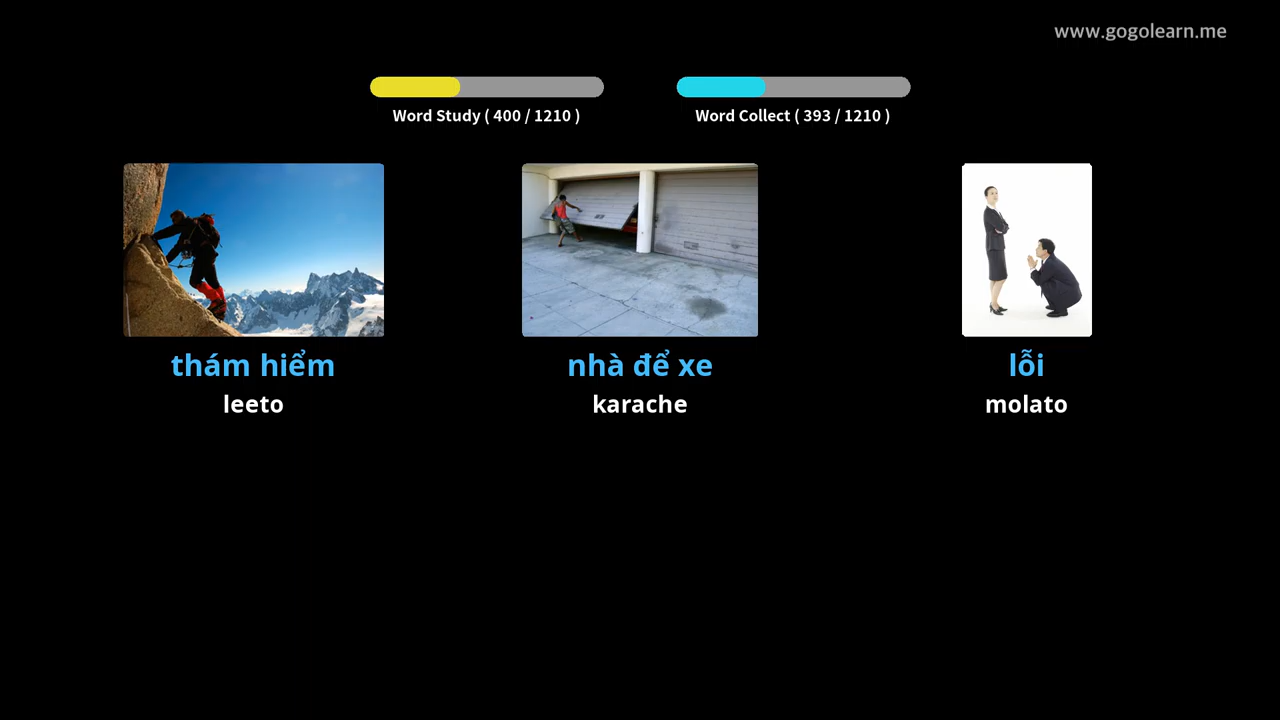 www.gogolearn.me
Word Study ( 400 / 1210 )
Word Collect ( 393 / 1210 )
thám hiểm
leeto
nhà để xe
karache
lỗi
molato